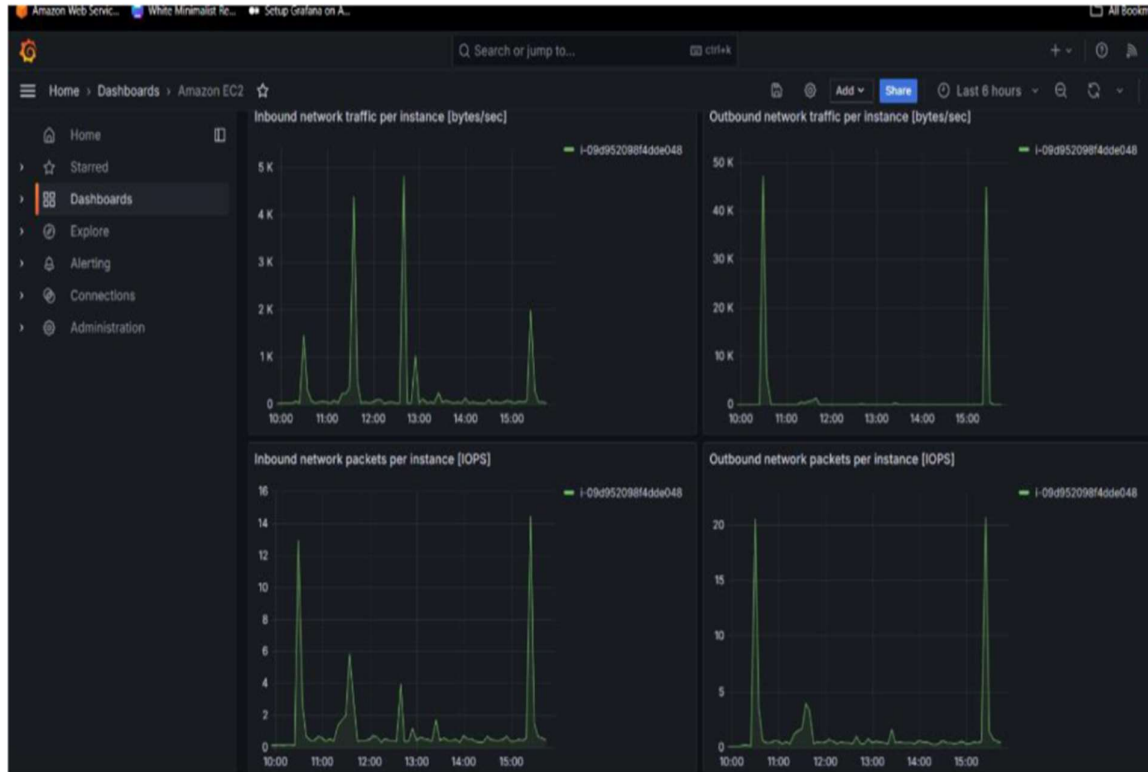 Amazon Web Servic... White Minimalist Re... Setup Grafana on A... All Bookm
Search or jump to... ctrl+k
Home › Dashboards › Amazon EC2 Add Share Last 6 hours
Home
Starred
Dashboards
Explore
Alerting
Connections
Administration
Inbound network traffic per instance [bytes/sec]
i-09d952098f4dde048
5 K
4 K
3 K
2 K
1 K
0
10:00 11:00 12:00 13:00 14:00 15:00
Outbound network traffic per instance [bytes/sec]
i-09d952098f4dde048
50 K
40 K
30 K
20 K
10 K
0
10:00 11:00 12:00 13:00 14:00 15:00
Inbound network packets per instance [IOPS]
i-09d952098f4dde048
16
14
12
10
8
6
4
2
0
10:00 11:00 12:00 13:00 14:00 15:00
Outbound network packets per instance [IOPS]
i-09d952098f4dde048
20
15
10
5
0
10:00 11:00 12:00 13:00 14:00 15:00